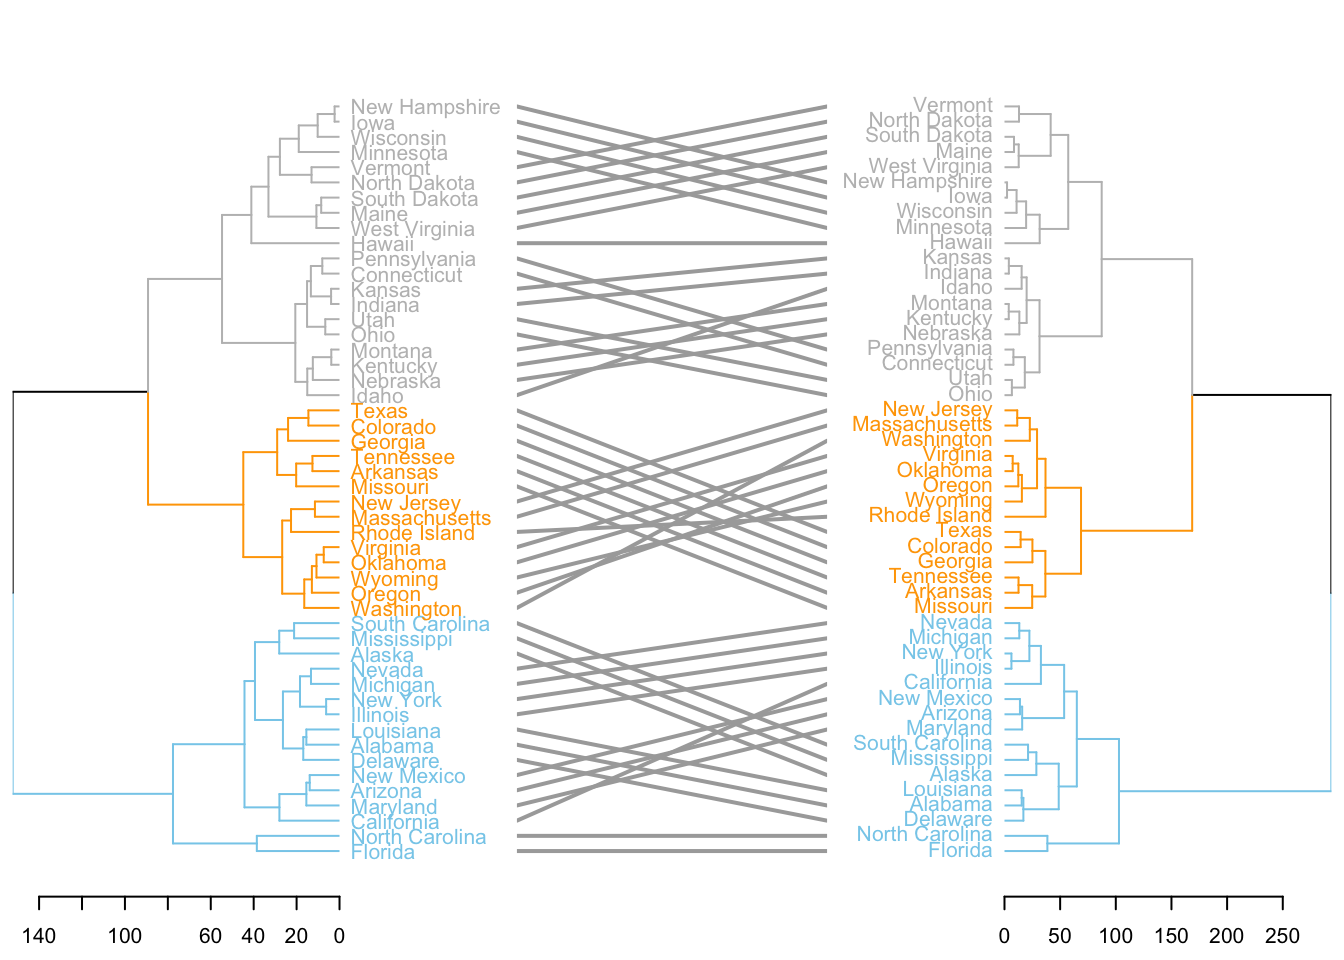 New Hampshire
Iowa
Wisconsin
Minnesota
Vermont
North Dakota
South Dakota
Maine
West Virginia
Hawaii
Pennsylvania
Connecticut
Kansas
Indiana
Utah
Ohio
Montana
Kentucky
Nebraska
Idaho
Texas
Colorado
Georgia
Tennessee
Arkansas
Missouri
New Jersey
Massachusetts
Rhode Island
Virginia
Oklahoma
Wyoming
Oregon
Washington
South Carolina
Mississippi
Alaska
Nevada
Michigan
New York
Illinois
Louisiana
Alabama
Delaware
New Mexico
Arizona
Maryland
California
North Carolina
Florida
140 100 60 40 20 0
Vermont
North Dakota
South Dakota
Maine
West Virginia
New Hampshire
Iowa
Wisconsin
Minnesota
Hawaii
Kansas
Indiana
Idaho
Montana
Kentucky
Nebraska
Pennsylvania
Connecticut
Utah
Ohio
New Jersey
Massachusetts
Washington
Virginia
Oklahoma
Oregon
Wyoming
Rhode Island
Texas
Colorado
Georgia
Tennessee
Arkansas
Missouri
Nevada
Michigan
New York
Illinois
California
New Mexico
Arizona
Maryland
South Carolina
Mississippi
Alaska
Louisiana
Alabama
Delaware
North Carolina
Florida
0 50 100 150 200 250